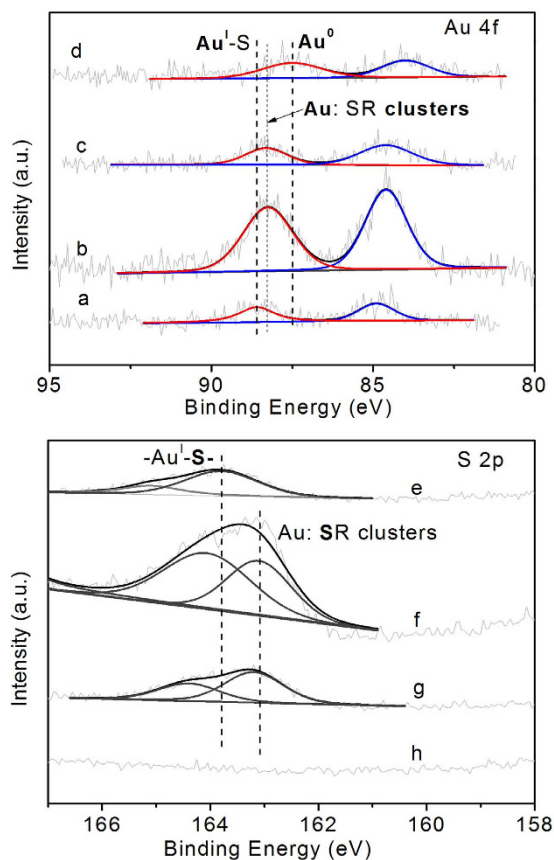 Au 4f
d
Au^I-S
Au^0
Au: SR clusters
c
b
a
Intensity (a.u.)
95
90
85
80
Binding Energy (eV)
S 2p
-Au^I-S-
e
Au: SR clusters
f
g
h
Intensity (a.u.)
166
164
162
160
158
Binding Energy (eV)